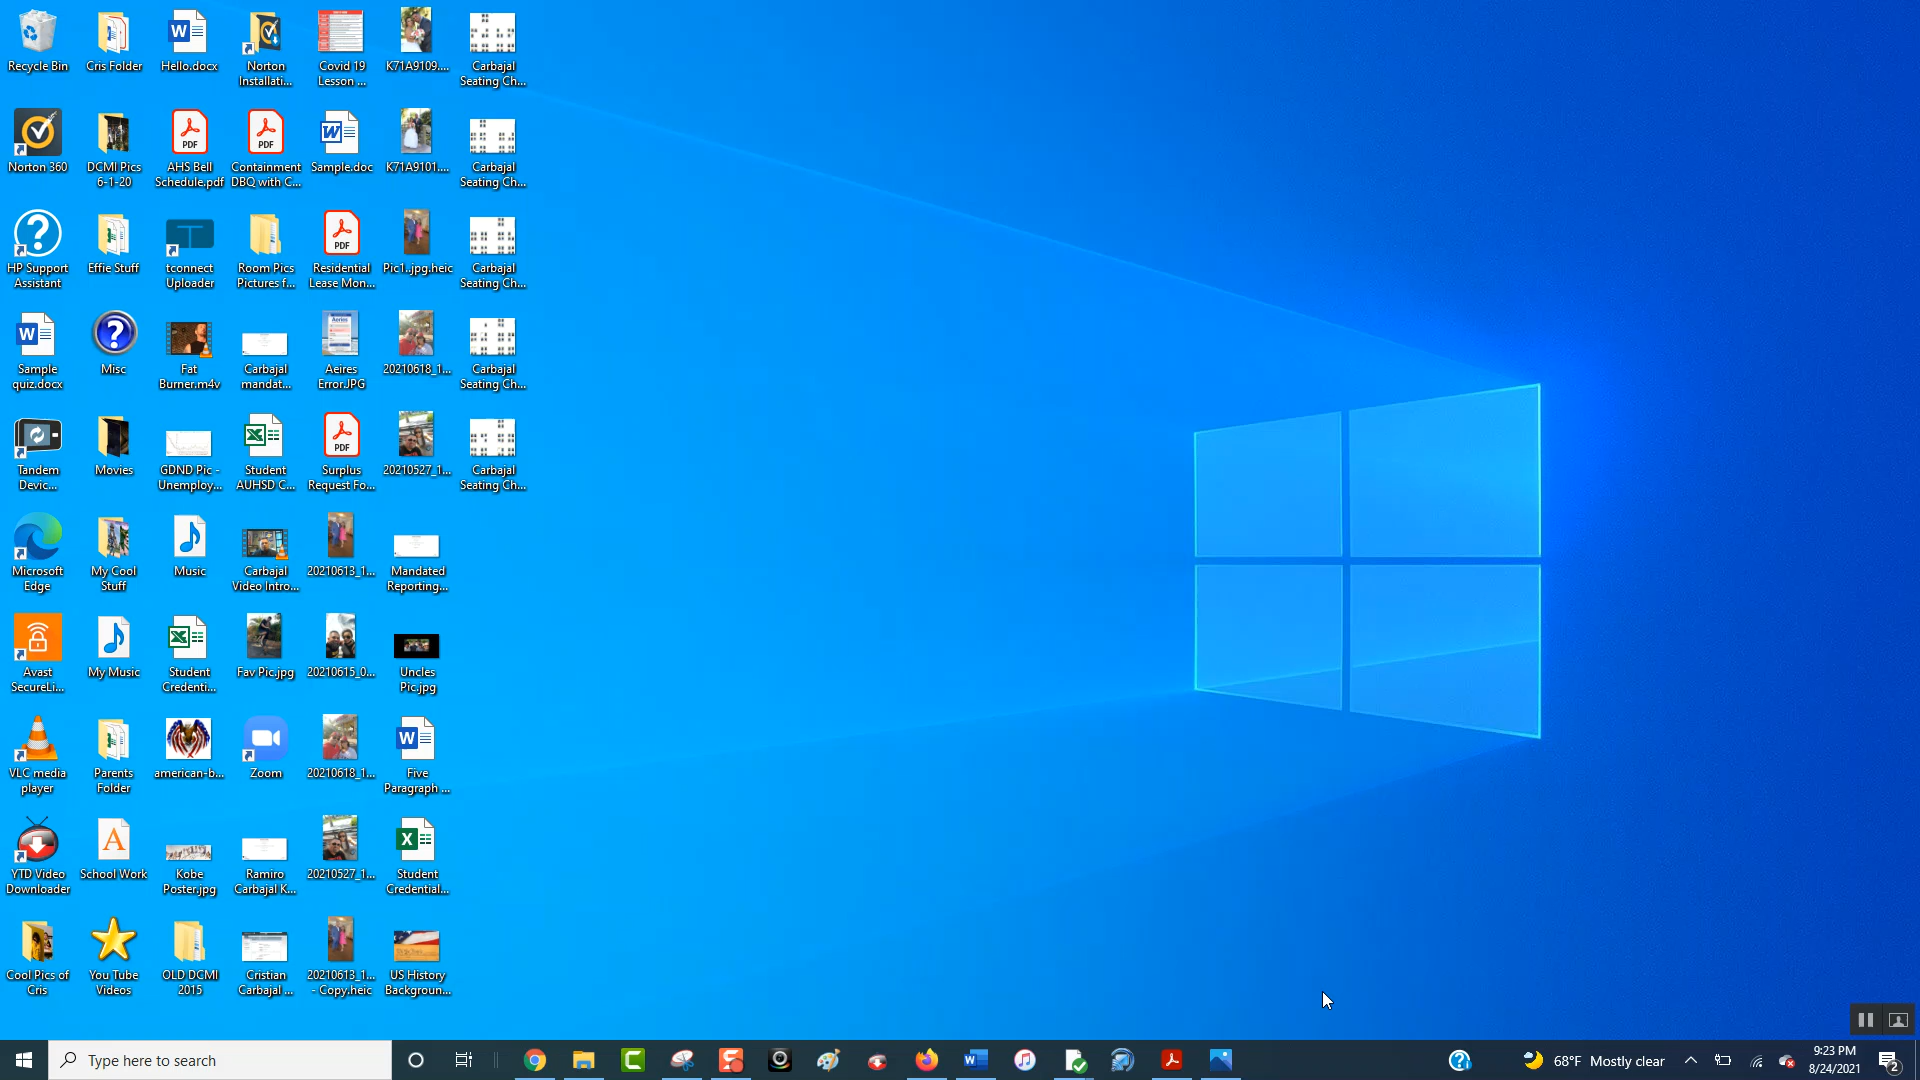 Recycle Bin
Cris Folder
Hello.docx
Norton
Installati...
Covid 19
Lesson ...
K71A9109....
Carbajal
Seating Ch...
Norton 360
DCMI Pics
6-1-20
AHS Bell
Schedule.pdf
Containment
DBQ with C...
Sample.doc
K71A9101....
Carbajal
Seating Ch...
HP Support
Assistant
Effie Stuff
tconnect
Uploader
Room Pics
Pictures f...
Residential
Lease Mon...
Pic1..jpg.heic
Carbajal
Seating Ch...
Sample
quiz.docx
Misc
Fat
Burner.m4v
Carbajal
mandat...
Aeires
Error.JPG
20210618_1...
Carbajal
Seating Ch...
Tandem
Devic...
Movies
GDND Pic -
Unemploy...
Student
AUHSD C...
Surplus
Request Fo...
20210527_1...
Carbajal
Seating Ch...
Microsoft
Edge
My Cool
Stuff
Music
Carbajal
Video Intro...
20210613_1...
Mandated
Reporting...
Avast
SecureLi...
My Music
Student
Credenti...
Fav Pic.jpg
20210615_0...
Uncles
Pic.jpg
VLC media
player
Parents
Folder
american-b...
Zoom
20210618_1...
Five
Paragraph ...
YTD Video
Downloader
School Work
Kobe
Poster.jpg
Ramiro
Carbajal K...
20210527_1...
Student
Credential...
Cool Pics of
Cris
You Tube
Videos
OLD DCMI
2015
Cristian
Carbajal ...
20210613_1...
- Copy.heic
US History
Backgroun...
Type here to search
68°F Mostly clear
9:23 PM
8/24/2021
2